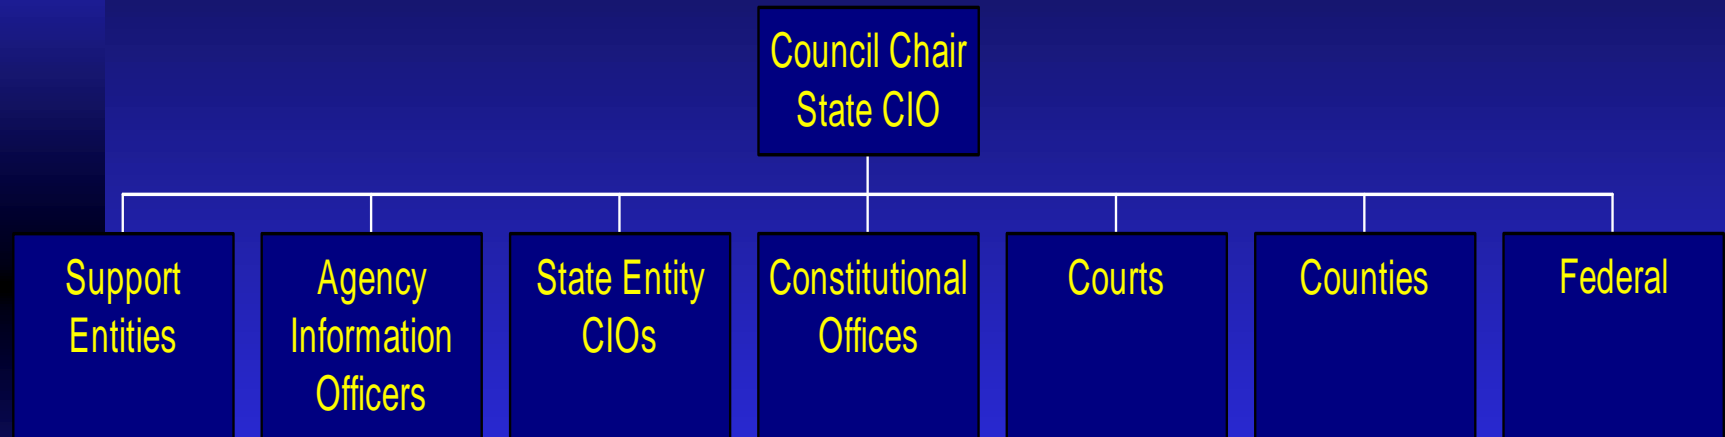 Council Chair
State CIO
Support
Entities
Agency
Information
Officers
State Entity
CIOs
Constitutional
Offices
Courts
Counties
Federal